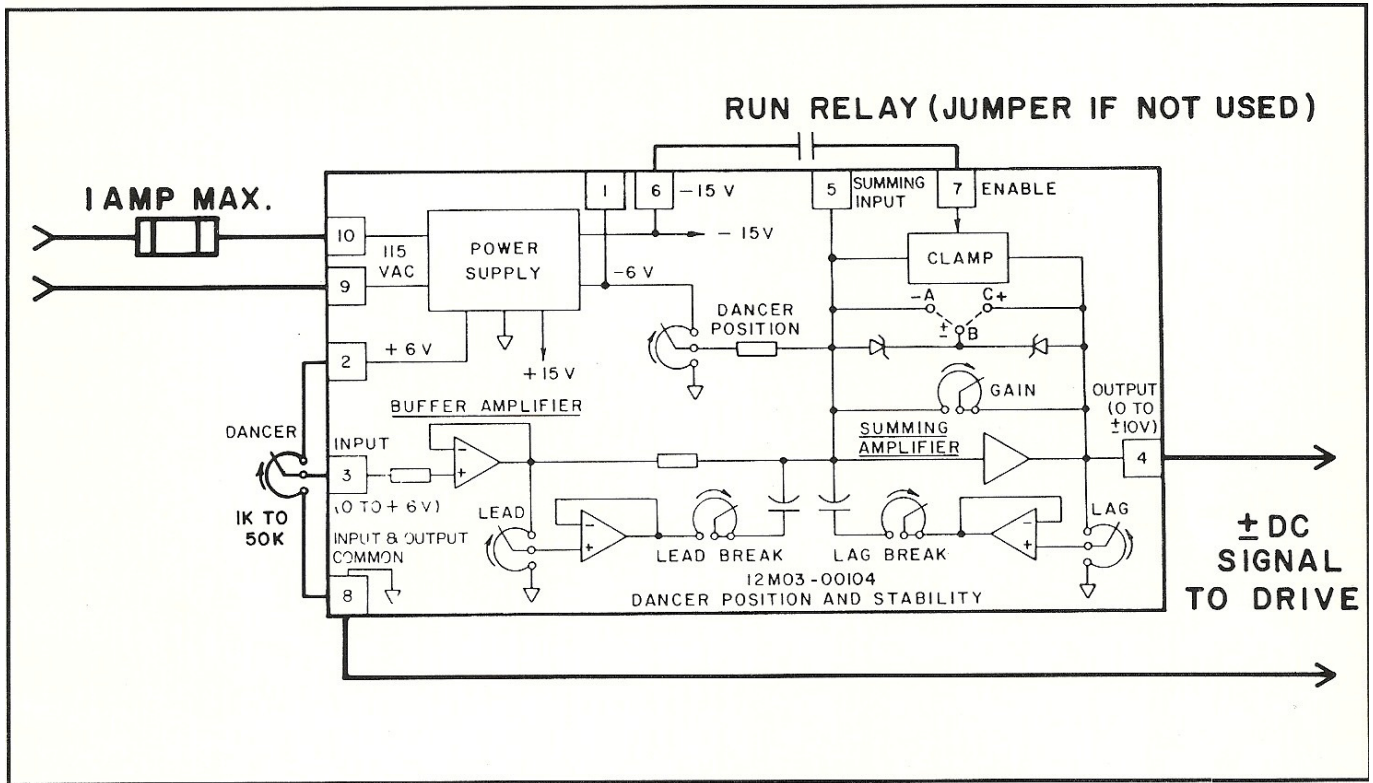 RUN RELAY (JUMPER IF NOT USED)
1 AMP MAX.
1
6
-15 V
5
SUMMING
INPUT
7
ENABLE
10
115
VAC
9
POWER
SUPPLY
- 15V
-6 V
CLAMP
-A
C+
±
B
DANCER
POSITION
2
+ 6 V
+15 V
GAIN
BUFFER AMPLIFIER
OUTPUT
(0 TO
±10V)
DANCER
INPUT
3
(0 TO + 6V)
-
+
SUMMING
AMPLIFIER
4
1K TO
50K
LEAD
-
+
LEAD BREAK
LAG BREAK
-
+
LAG
INPUT & OUTPUT
COMMON
8
12M03-00104
DANCER POSITION AND STABILITY
± DC
SIGNAL
TO DRIVE